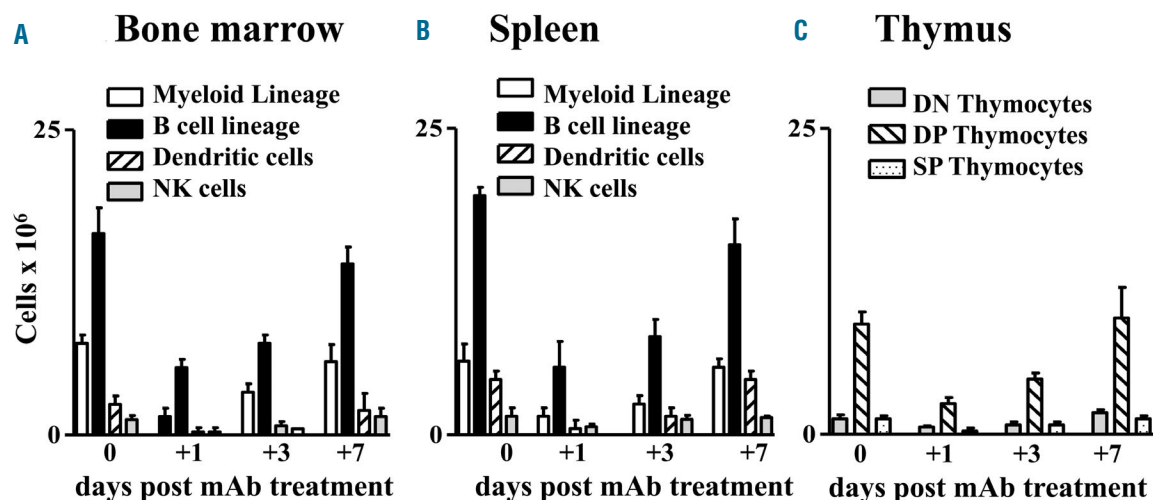 A Bone marrow
Myeloid Lineage
B cell lineage
Dendritic cells
NK cells
25
0
Cells x 10⁶
0 +1 +3 +7
days post mAb treatment
B Spleen
Myeloid Lineage
B cell lineage
Dendritic cells
NK cells
25
0
0 +1 +3 +7
days post mAb treatment
C Thymus
DN Thymocytes
DP Thymocytes
SP Thymocytes
25
0
0 +1 +3 +7
days post mAb treatment